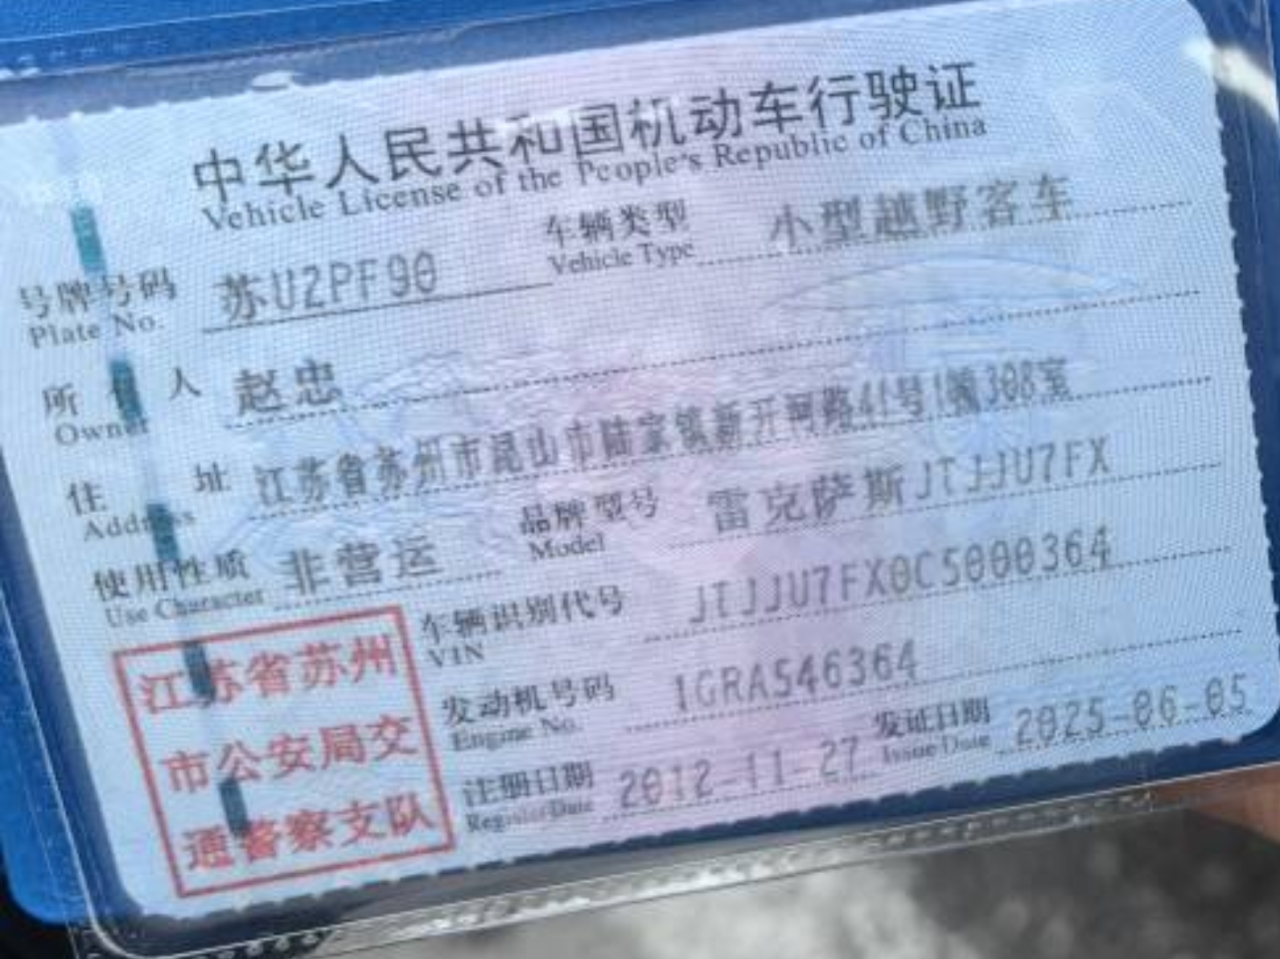 中华人民共和国机动车行驶证
Vehicle License of the People's Republic of China
号牌号码 苏U2PF90 车辆类型 小型越野客车
Plate No. Vehicle Type
所有人 赵忠
Owner
住址 江苏省苏州市昆山市陆家镇新开河路41号1幢308室
Address
使用性质 非营运 品牌型号 雷克萨斯JTJJU7FX
Use Character Model
车辆识别代号 JTJJU7FX0C5000364
VIN
发动机号码 1GRA546364
Engine No.
注册日期 2012-11-27 发证日期 2025-06-05
Register Date Issue Date
江苏省苏州
市公安局交
通警察支队